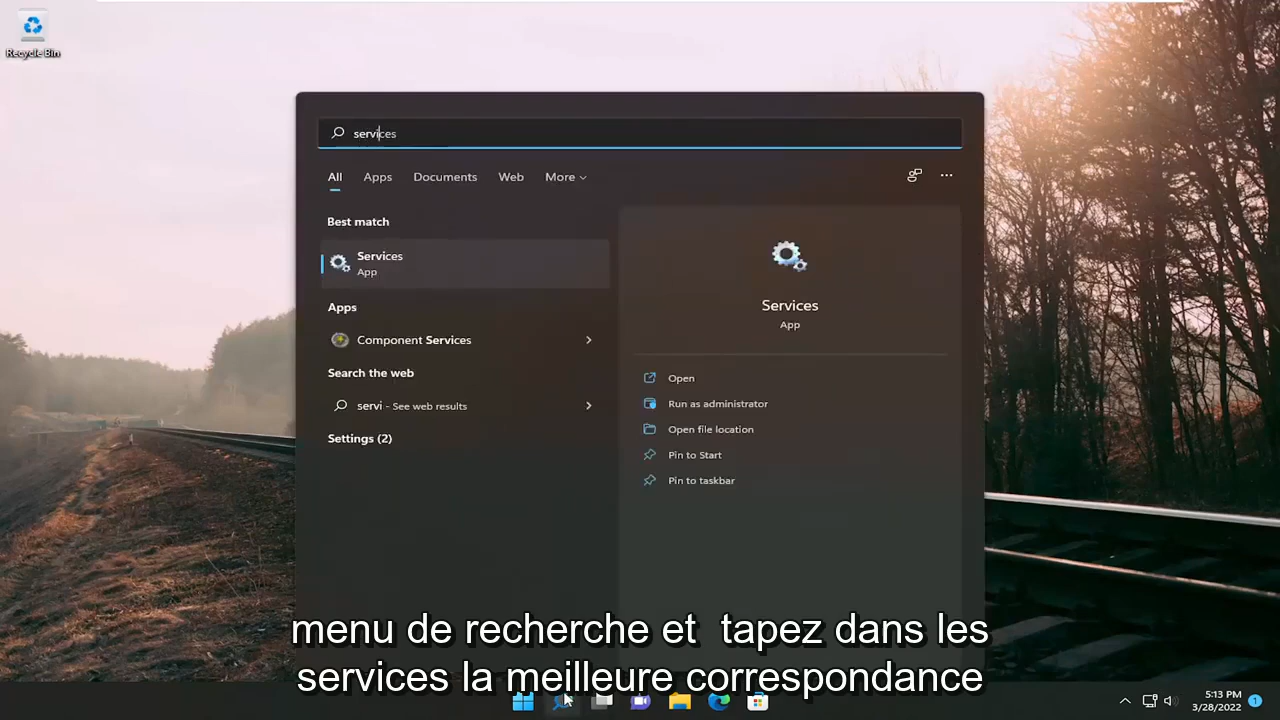 Recycle Bin
services
All Apps Documents Web More
Best match
Services
App
Apps
Component Services
Search the web
servi - See web results
Settings (2)
Services
App
Open
Run as administrator
Open file location
Pin to Start
Pin to taskbar
menu de recherche et tapez dans les
services la meilleure correspondance
5:13 PM
3/28/2022
1